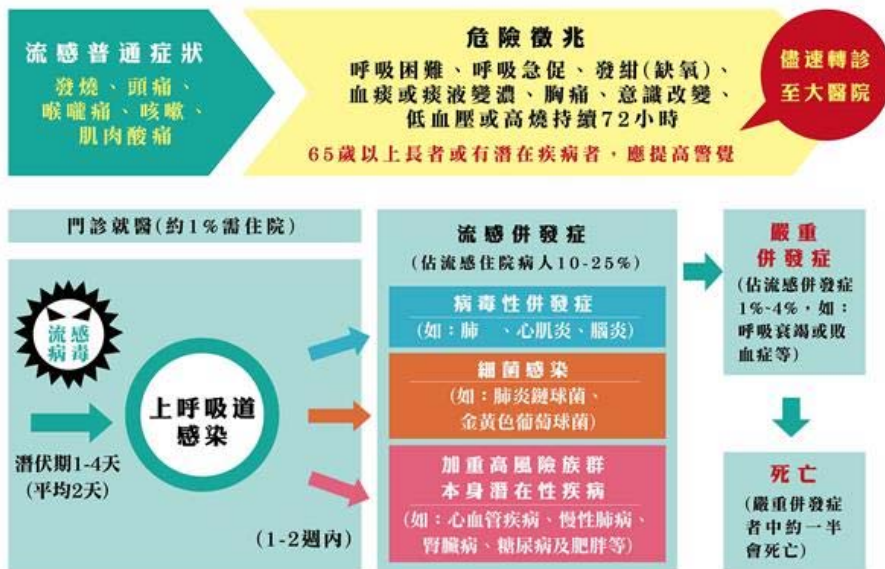 流感普通症狀
發燒、頭痛、
喉嚨痛、咳嗽、
肌肉酸痛
危險徵兆
呼吸困難、呼吸急促、發紺(缺氧)、
血痰或痰液變濃、胸痛、意識改變、
低血壓或高燒持續72小時
65歲以上長者或有潛在疾病者，應提高警覺
儘速轉診
至大醫院
門診就醫(約1%需住院)
流感
病毒
潛伏期1-4天
(平均2天)
上呼吸道
感染
(1-2週內)
流感併發症
(佔流感住院病人10-25%)
病毒性併發症
(如：肺　、心肌炎、腦炎)
細菌感染
(如：肺炎鏈球菌、
金黃色葡萄球菌)
加重高風險族群
本身潛在性疾病
(如：心血管疾病、慢性肺病、
腎臟病、糖尿病及肥胖等)
嚴重
併發症
(佔流感併發症
1%-4%，如：
呼吸衰竭或敗
血症等)
死亡
(嚴重併發症
者中約一半
會死亡)